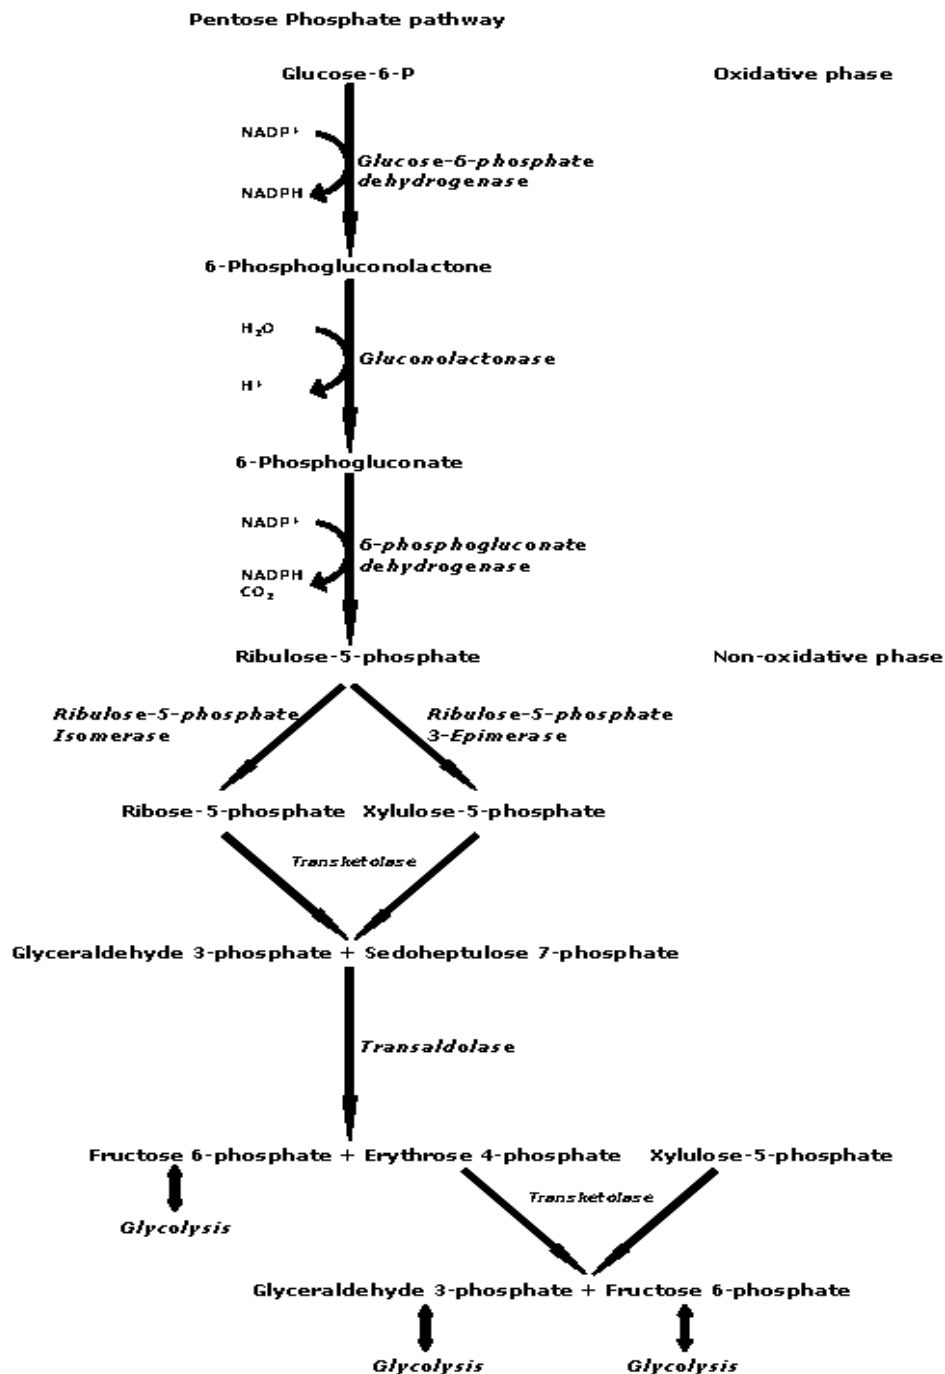 Pentose Phosphate pathway
Glucose-6-P
Oxidative phase
NADP+
Glucose-6-phosphate
dehydrogenase
NADPH
6-Phosphogluconolactone
H₂O
Gluconolactonase
H+
6-Phosphogluconate
NADP+
6-phosphogluconate
dehydrogenase
NADPH
CO₂
Ribulose-5-phosphate
Non-oxidative phase
Ribulose-5-phosphate
Isomerase
Ribulose-5-phosphate
3-Epimerase
Ribose-5-phosphate
Xylulose-5-phosphate
Transketolase
Glyceraldehyde 3-phosphate + Sedoheptulose 7-phosphate
Transaldolase
Fructose 6-phosphate + Erythrose 4-phosphate
Xylulose-5-phosphate
Transketolase
Glycolysis
Glyceraldehyde 3-phosphate + Fructose 6-phosphate
Glycolysis
Glycolysis